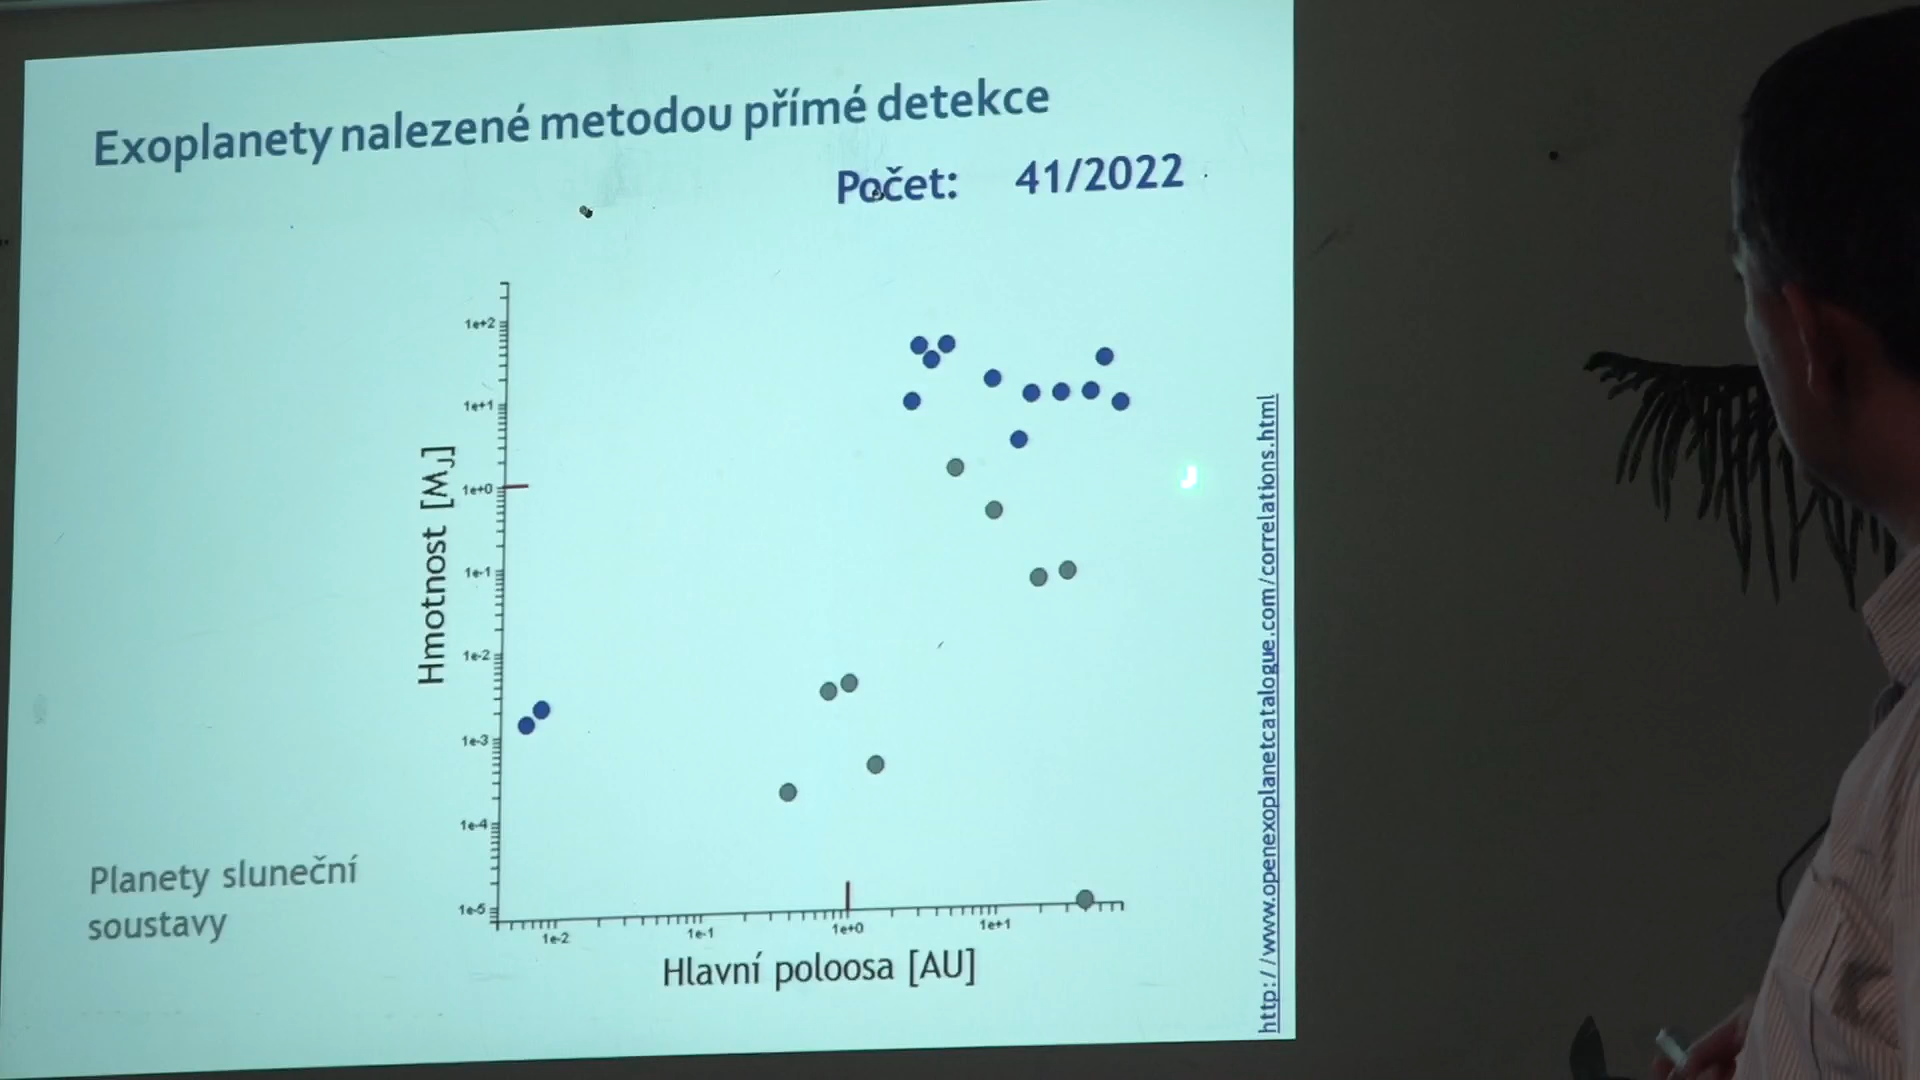 Exoplanety nalezené metodou přímé detekce
Počet: 41/2022
1e+2
1e+1
1e+0
1e-1
1e-2
1e-3
1e-4
1e-5
Hmotnost [MJ]
1e-2 1e-1 1e+0 1e+1
Hlavní poloosa [AU]
Planety sluneční
soustavy
http://www.openexoplanetcatalogue.com/correlations.html